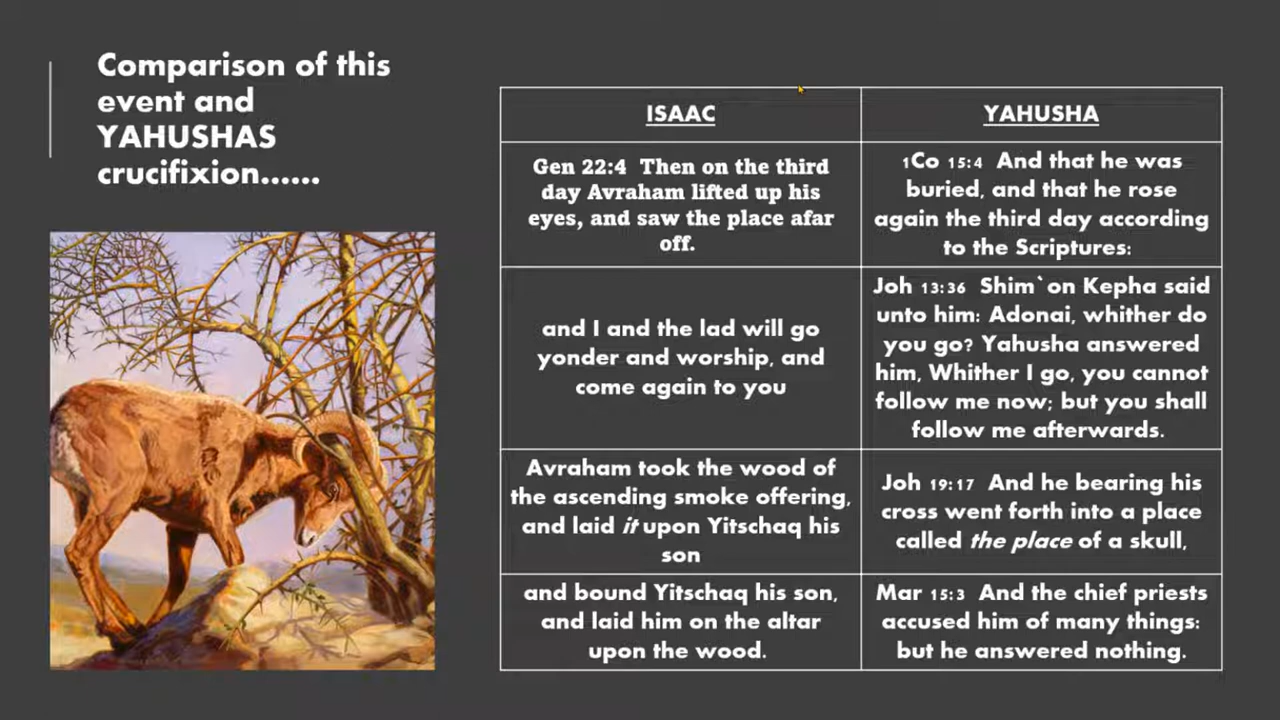 Comparison of this
event and
YAHUSHAS
crucifixion......
ISAAC
YAHUSHA
Gen 22:4 Then on the third
day Avraham lifted up his
eyes, and saw the place afar
off.
1Co 15:4 And that he was
buried, and that he rose
again the third day according
to the Scriptures:
and I and the lad will go
yonder and worship, and
come again to you
Joh 13:36 Shim`on Kepha said
unto him: Adonai, whither do
you go? Yahusha answered
him, Whither I go, you cannot
follow me now; but you shall
follow me afterwards.
Avraham took the wood of
the ascending smoke offering,
and laid it upon Yitschaq his
son
Joh 19:17 And he bearing his
cross went forth into a place
called the place of a skull,
and bound Yitschaq his son,
and laid him on the altar
upon the wood.
Mar 15:3 And the chief priests
accused him of many things:
but he answered nothing.